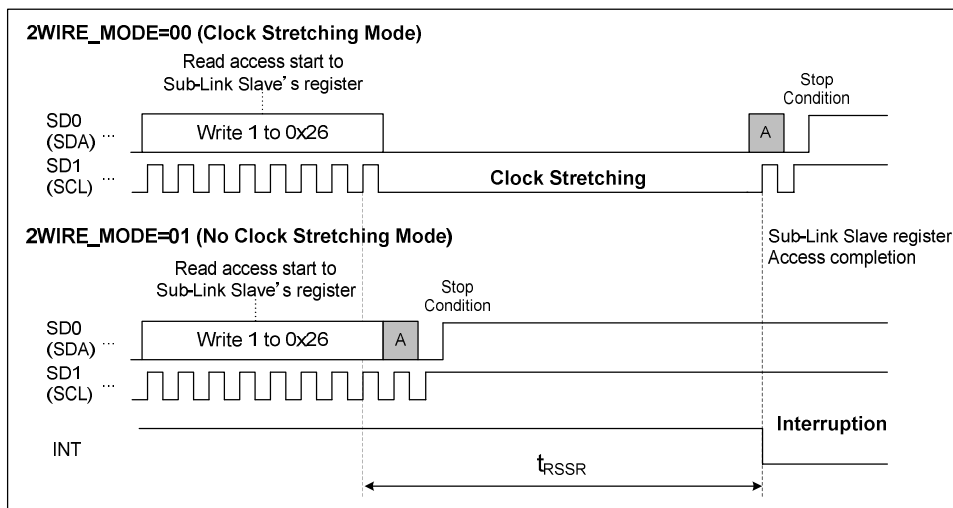 2WIRE_MODE=00 (Clock Stretching Mode)
Read access start to
Sub-Link Slave's register
Stop
Condition
SD0
(SDA) ...
Write 1 to 0x26
A
SD1
(SCL) ...
Clock Stretching
2WIRE_MODE=01 (No Clock Stretching Mode)
Sub-Link Slave register
Access completion
Read access start to
Sub-Link Slave's register
Stop
Condition
SD0
(SDA) ...
Write 1 to 0x26
A
SD1
(SCL) ...
Interruption
INT
tRSSR